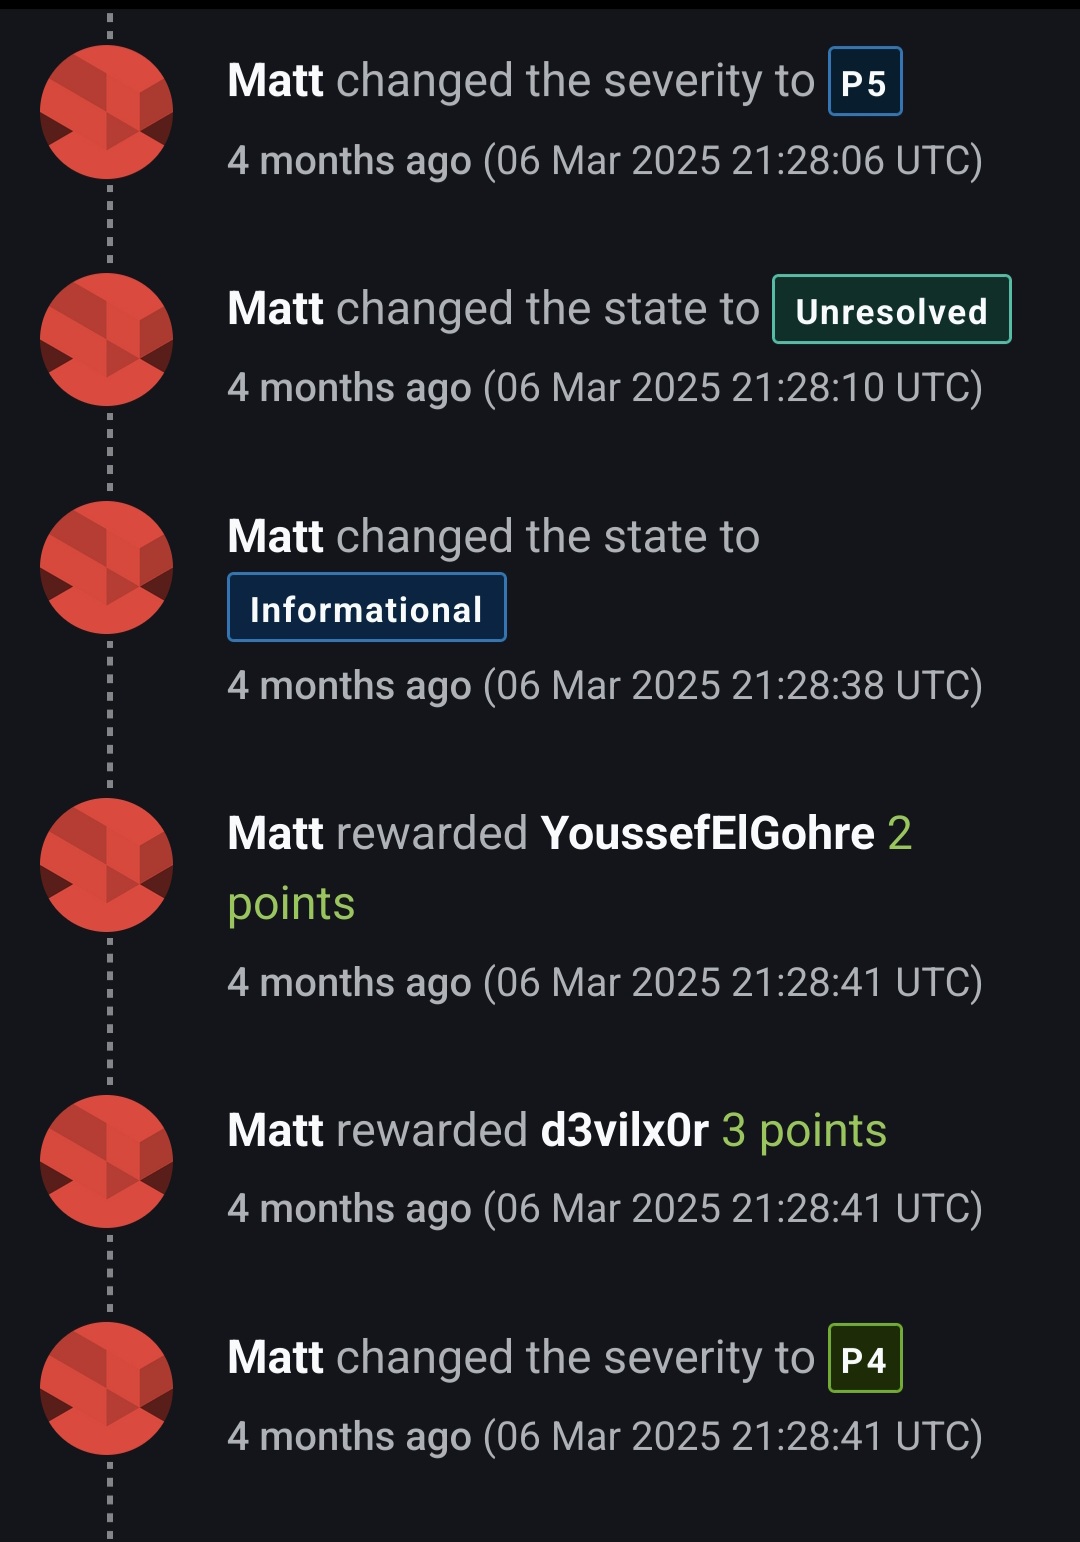 Matt changed the severity to P5
4 months ago (06 Mar 2025 21:28:06 UTC)
Matt changed the state to Unresolved
4 months ago (06 Mar 2025 21:28:10 UTC)
Matt changed the state to
Informational
4 months ago (06 Mar 2025 21:28:38 UTC)
Matt rewarded YoussefElGohre 2
points
4 months ago (06 Mar 2025 21:28:41 UTC)
Matt rewarded d3vilx0r 3 points
4 months ago (06 Mar 2025 21:28:41 UTC)
Matt changed the severity to P4
4 months ago (06 Mar 2025 21:28:41 UTC)